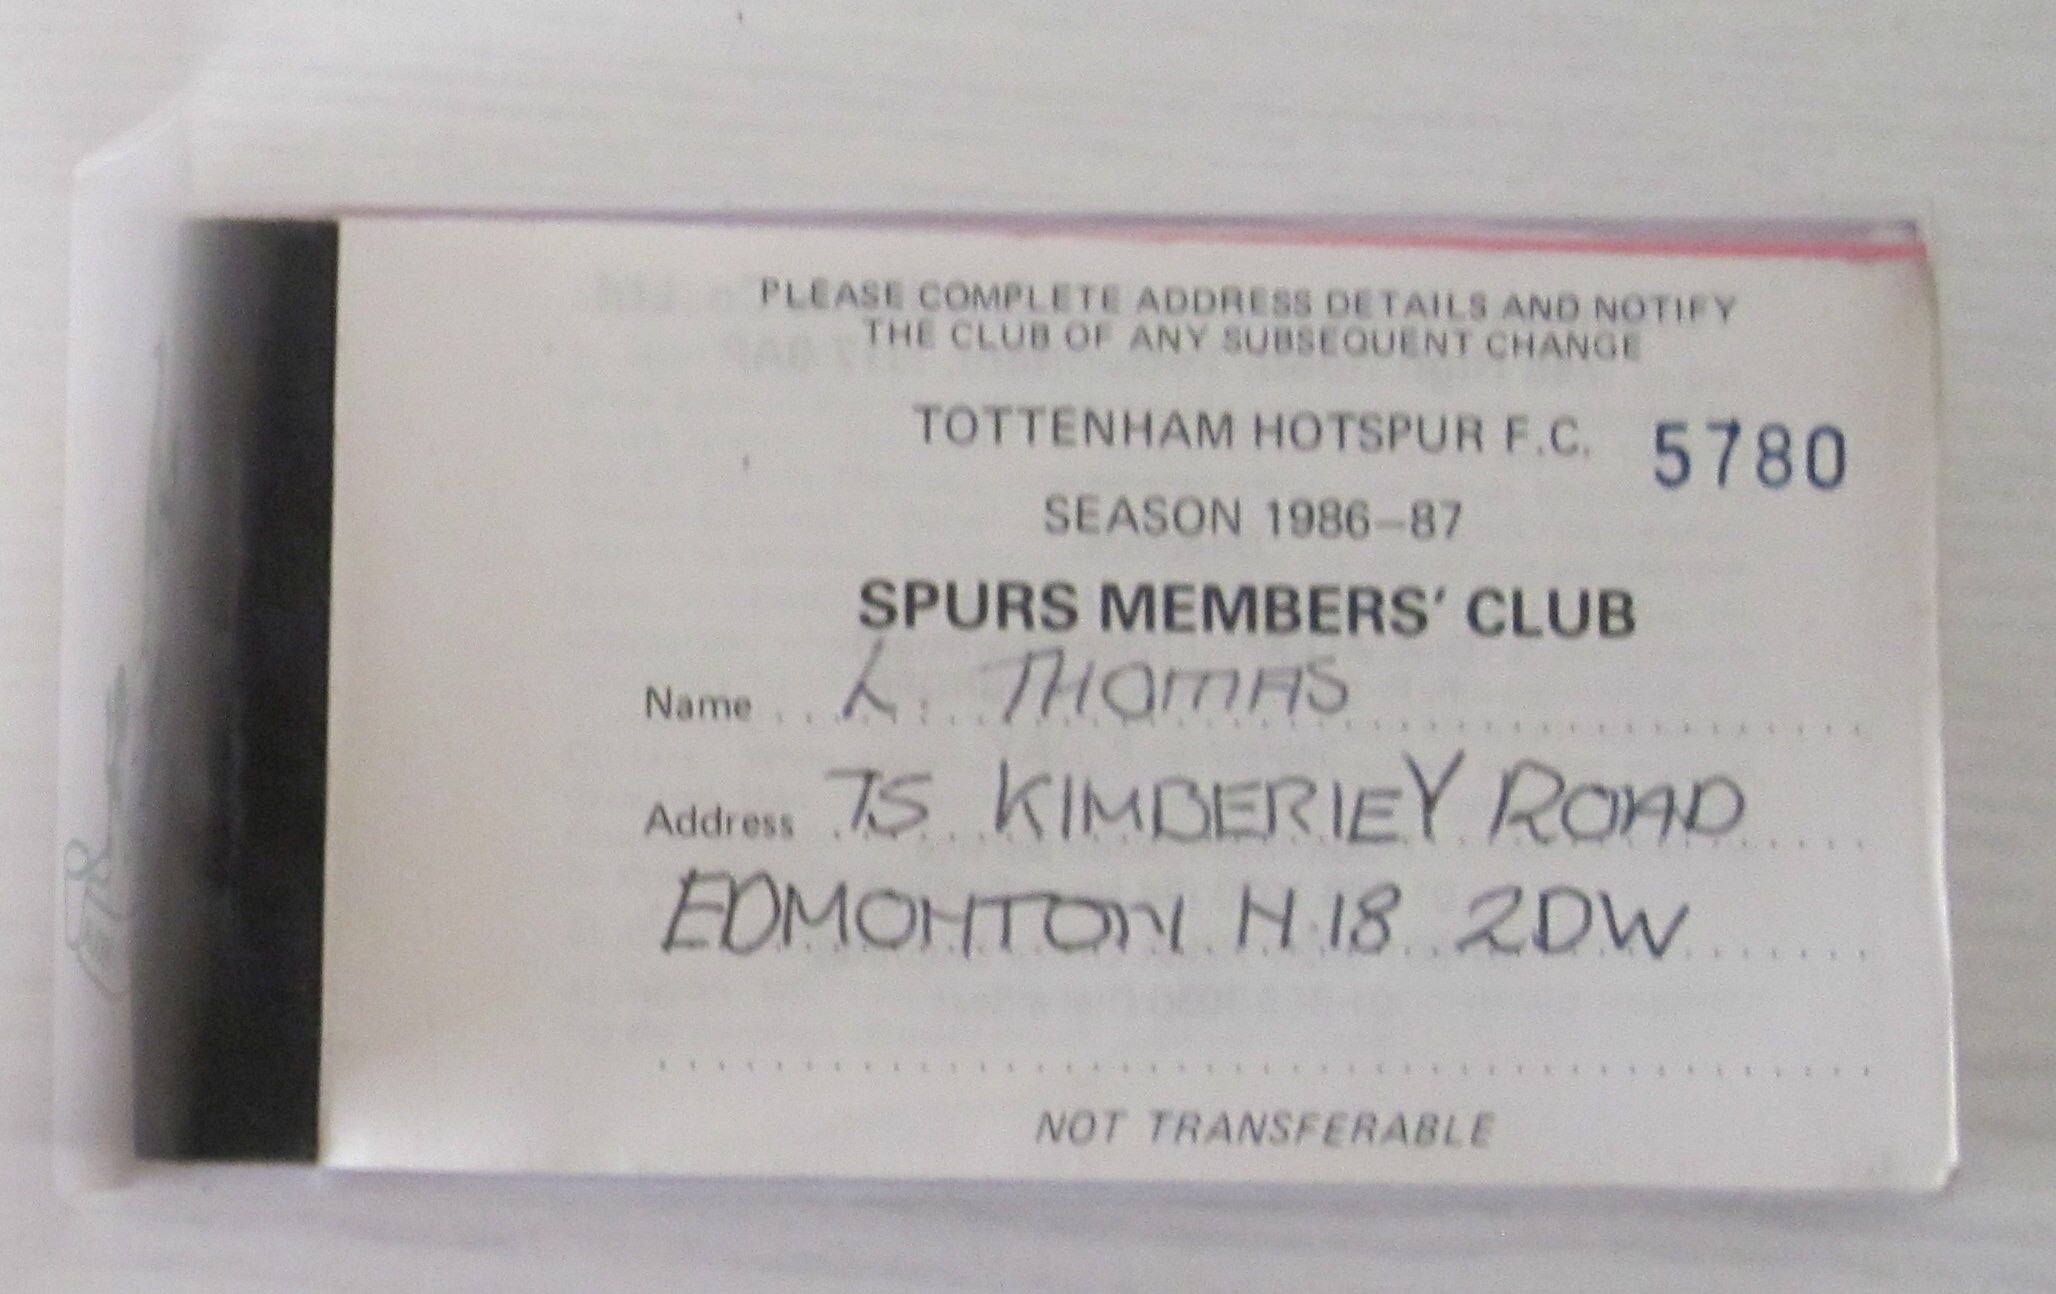 PLEASE COMPLETE ADDRESS DETAILS AND NOTIFY
THE CLUB OF ANY SUBSEQUENT CHANGE
TOTTENHAM HOTSPUR F.C. 5780
SEASON 1986–87
SPURS MEMBERS' CLUB
Name L. THOMAS
Address 75 KIMBERLEY ROAD
EDMONTON N.18 2DW
NOT TRANSFERABLE